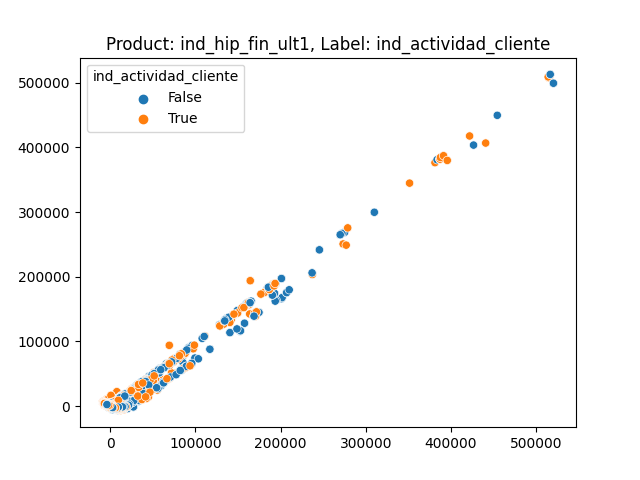 Product: ind_hip_fin_ult1, Label: ind_actividad_cliente
ind_actividad_cliente
False
True
500000
400000
300000
200000
100000
0
0 100000 200000 300000 400000 500000